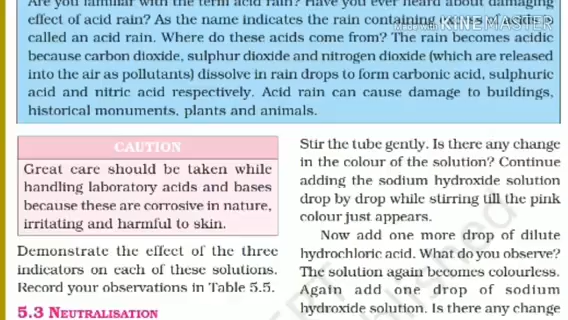 Are you familiar with the term acid rain? Have you ever heard about damaging
effect of acid rain? As the name indicates the rain containing
called an acid rain. Where do these acids come from? The rain becomes acidic
because carbon dioxide, sulphur dioxide and nitrogen dioxide (which are released
into the air as pollutants) dissolve in rain drops to form carbonic acid, sulphuric
acid and nitric acid respectively. Acid rain can cause damage to buildings,
historical monuments, plants and animals.
KINEMASTER
CAUTION
Great care should be taken while
handling laboratory acids and bases
because these are corrosive in nature,
irritating and harmful to skin.
Demonstrate the effect of the three
indicators on each of these solutions.
Record your observations in Table 5.5.
5.3 NEUTRALISATION
Stir the tube gently. Is there any change
in the colour of the solution? Continue
adding the sodium hydroxide solution
drop by drop while stirring till the pink
colour just appears.
Now add one more drop of dilute
hydrochloric acid. What do you observe?
The solution again becomes colourless.
Again add one drop of sodium
hydroxide solution. Is there any change